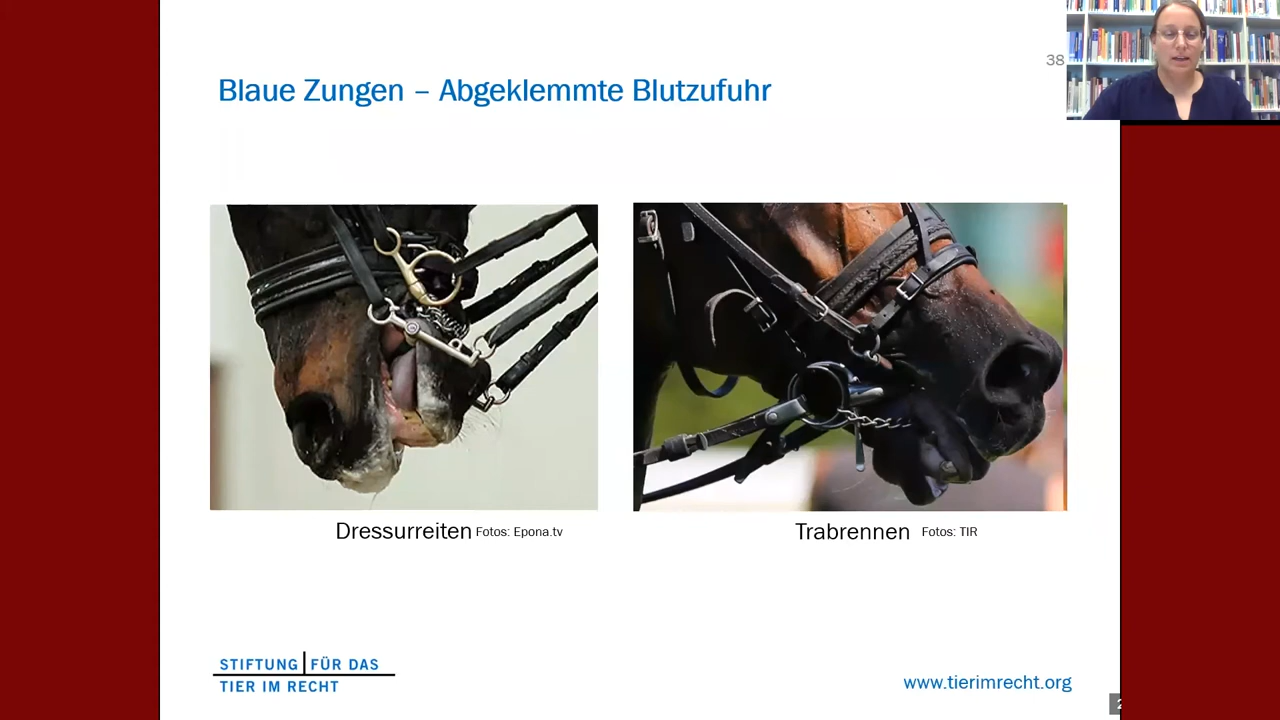 38
Blaue Zungen – Abgeklemmte Blutzufuhr
Dressurreiten Fotos: Epona.tv
Trabrennen Fotos: TIR
STIFTUNG FÜR DAS
TIER IM RECHT
www.tierimrecht.org